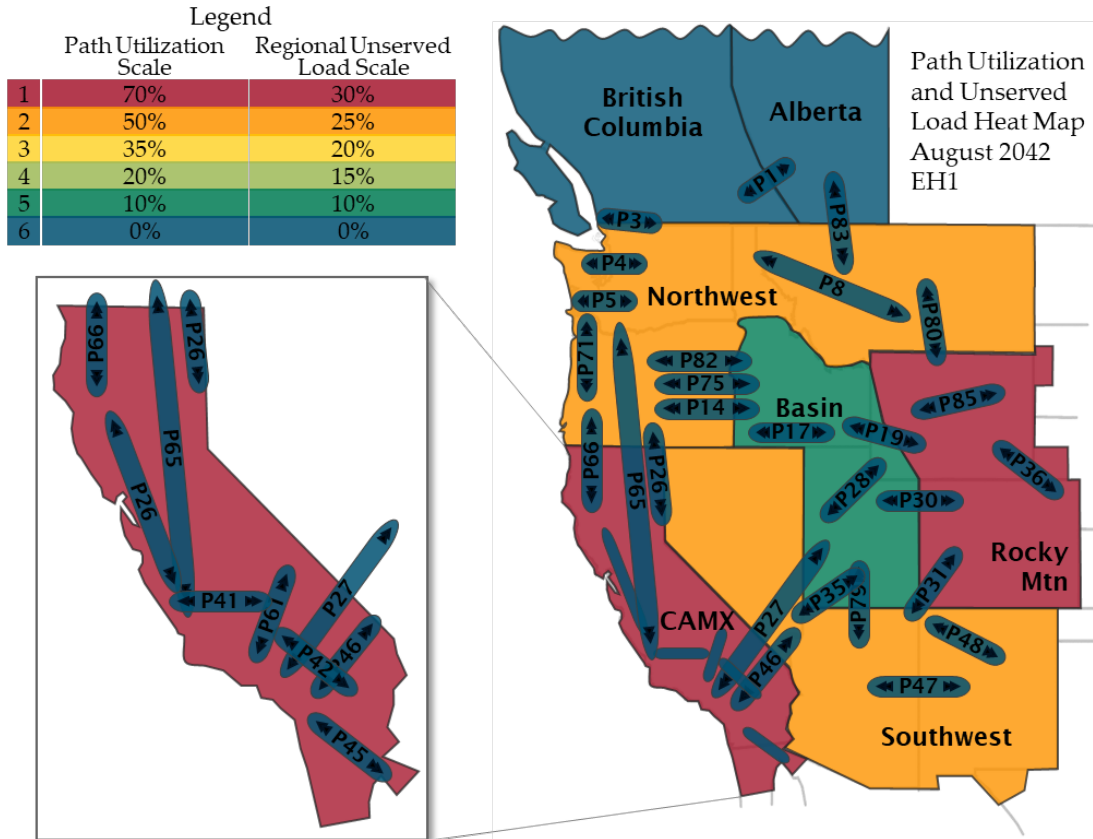 Legend
Path Utilization Scale Regional Unserved Load Scale
1 70% 30%
2 50% 25%
3 35% 20%
4 20% 15%
5 10% 10%
6 0% 0%
Path Utilization
and Unserved
Load Heat Map
August 2042
EH1
British
Columbia
Alberta
P1
P3
P83
P4
P8
P5
Northwest
P80
P71
P82
P75
P14
Basin
P85
P17
P19
P66
P26
P65
P36
P28
P30
Rocky
Mtn
P31
P27
P35
P79
CAMX
P46
P48
P47
Southwest
P66
P26
P65
P26
P41
P61
P27
P42
P46
P45